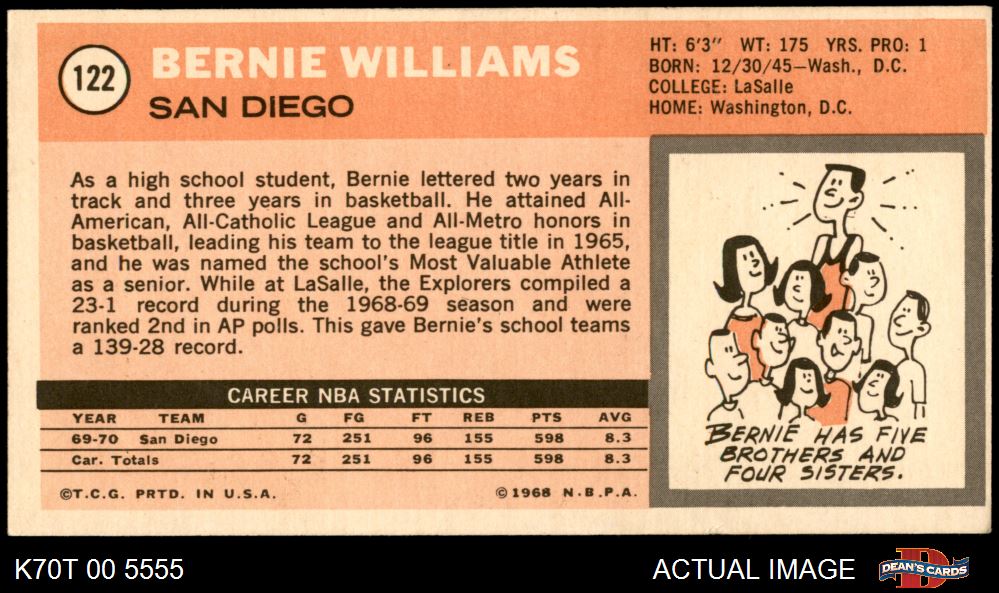 122
BERNIE WILLIAMS
SAN DIEGO
HT: 6'3" WT: 175 YRS. PRO: 1
BORN: 12/30/45—Wash., D.C.
COLLEGE: LaSalle
HOME: Washington, D.C.
As a high school student, Bernie lettered two years in
track and three years in basketball. He attained All-
American, All-Catholic League and All-Metro honors in
basketball, leading his team to the league title in 1965,
and he was named the school's Most Valuable Athlete
as a senior. While at LaSalle, the Explorers compiled a
23-1 record during the 1968-69 season and were
ranked 2nd in AP polls. This gave Bernie's school teams
a 139-28 record.
BERNIE HAS FIVE
BROTHERS AND
FOUR SISTERS.
CAREER NBA STATISTICS
YEAR TEAM G FG FT REB PTS AVG
69-70 San Diego 72 251 96 155 598 8.3
Car. Totals 72 251 96 155 598 8.3
©T.C.G. PRTD. IN U.S.A. ©1968 N.B.P.A.
K70T 00 5555 ACTUAL IMAGE
D
DEAN'S CARDS